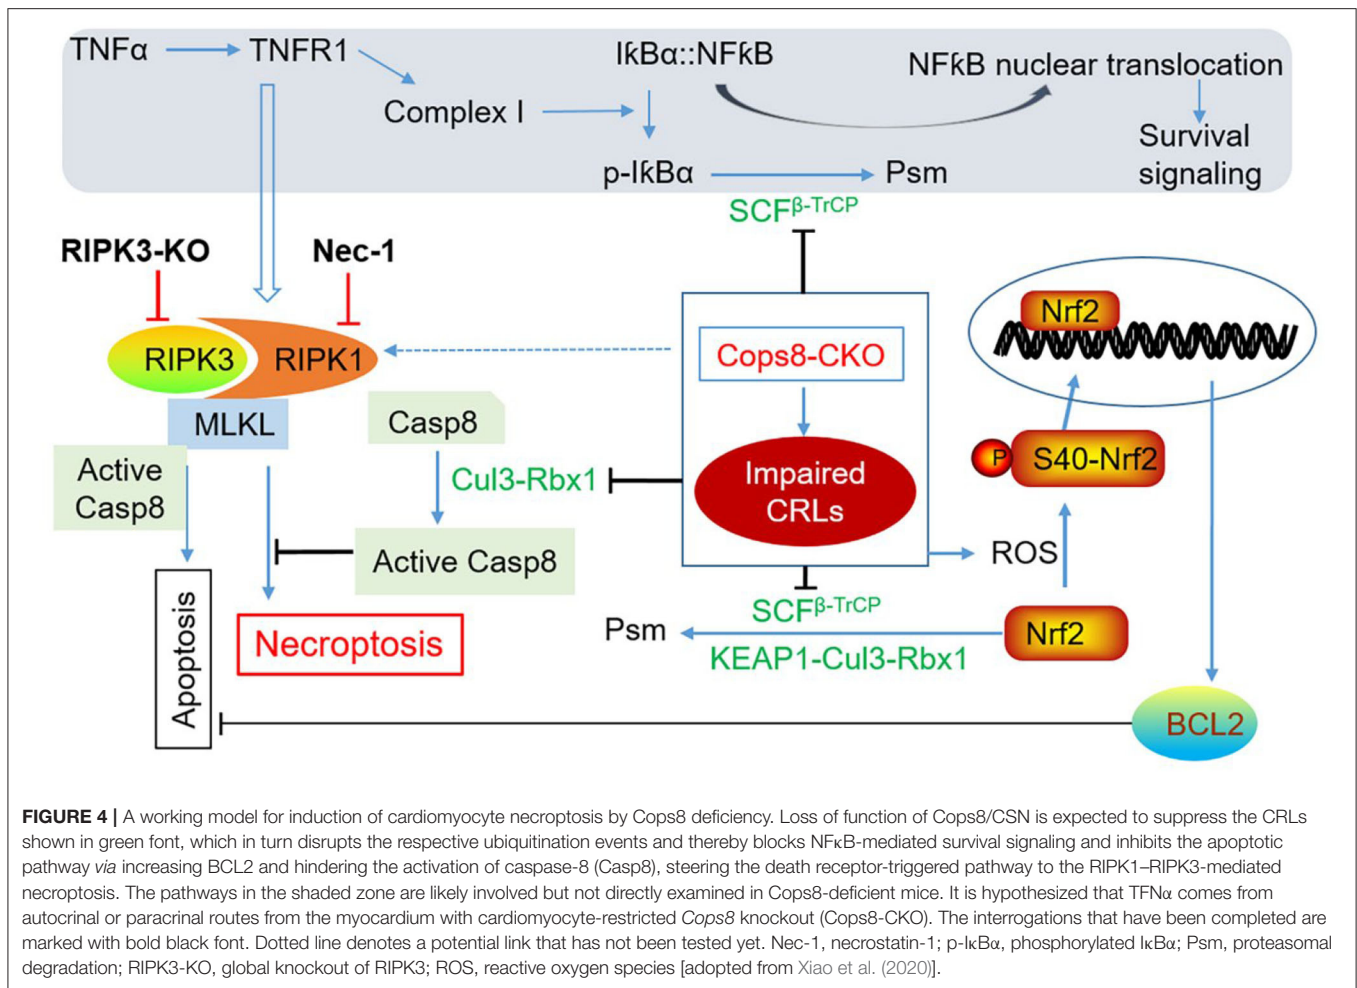 TNFα
TNFR1
IƙBα::NFƙB
NFƙB nuclear translocation
Complex I
Survival
signaling
p-IƙBα
Psm
SCFβ-TrCP
RIPK3-KO
Nec-1
Nrf2
RIPK3
RIPK1
Cops8-CKO
MLKL
Casp8
Active
Casp8
Cul3-Rbx1
Impaired
CRLs
P
S40-Nrf2
Active Casp8
ROS
Apoptosis
Necroptosis
SCFβ-TrCP
Psm
Nrf2
KEAP1-Cul3-Rbx1
BCL2
FIGURE 4 | A working model for induction of cardiomyocyte necroptosis by Cops8 deficiency. Loss of function of Cops8/CSN is expected to suppress the CRLs
shown in green font, which in turn disrupts the respective ubiquitination events and thereby blocks NFκB-mediated survival signaling and inhibits the apoptotic
pathway via increasing BCL2 and hindering the activation of caspase-8 (Casp8), steering the death receptor-triggered pathway to the RIPK1–RIPK3-mediated
necroptosis. The pathways in the shaded zone are likely involved but not directly examined in Cops8-deficient mice. It is hypothesized that TFNα comes from
autocrinal or paracrinal routes from the myocardium with cardiomyocyte-restricted Cops8 knockout (Cops8-CKO). The interrogations that have been completed are
marked with bold black font. Dotted line denotes a potential link that has not been tested yet. Nec-1, necrostatin-1; p-IκBα, phosphorylated IκBα; Psm, proteasomal
degradation; RIPK3-KO, global knockout of RIPK3; ROS, reactive oxygen species [adopted from Xiao et al. (2020)].